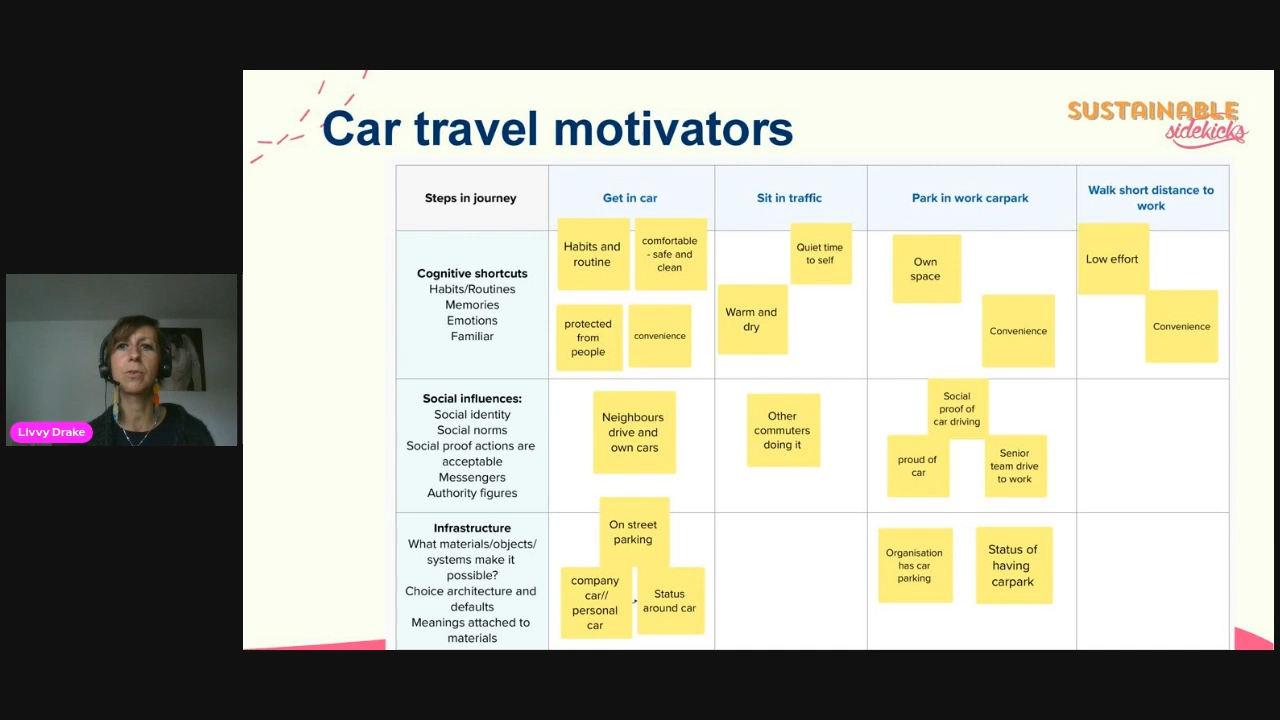 Car travel motivators
SUSTAINABLE
sidekicks
Steps in journey
Get in car
Sit in traffic
Park in work carpark
Walk short distance to
work
Cognitive shortcuts
Habits/Routines
Memories
Emotions
Familiar
Habits and
routine
comfortable
- safe and
clean
protected
from
people
convenience
Quiet time
to self
Warm and
dry
Own
space
Convenience
Low effort
Convenience
Social influences:
Social identity
Social norms
Social proof actions are
acceptable
Messengers
Authority figures
Neighbours
drive and
own cars
Other
commuters
doing it
Social
proof of
car driving
proud of
car
Senior
team drive
to work
Infrastructure
What materials/objects/
systems make it
possible?
Choice architecture and
defaults
Meanings attached to
materials
On street
parking
company
car//
personal
car
Status
around car
Organisation
has car
parking
Status of
having
carpark
Livvy Drake